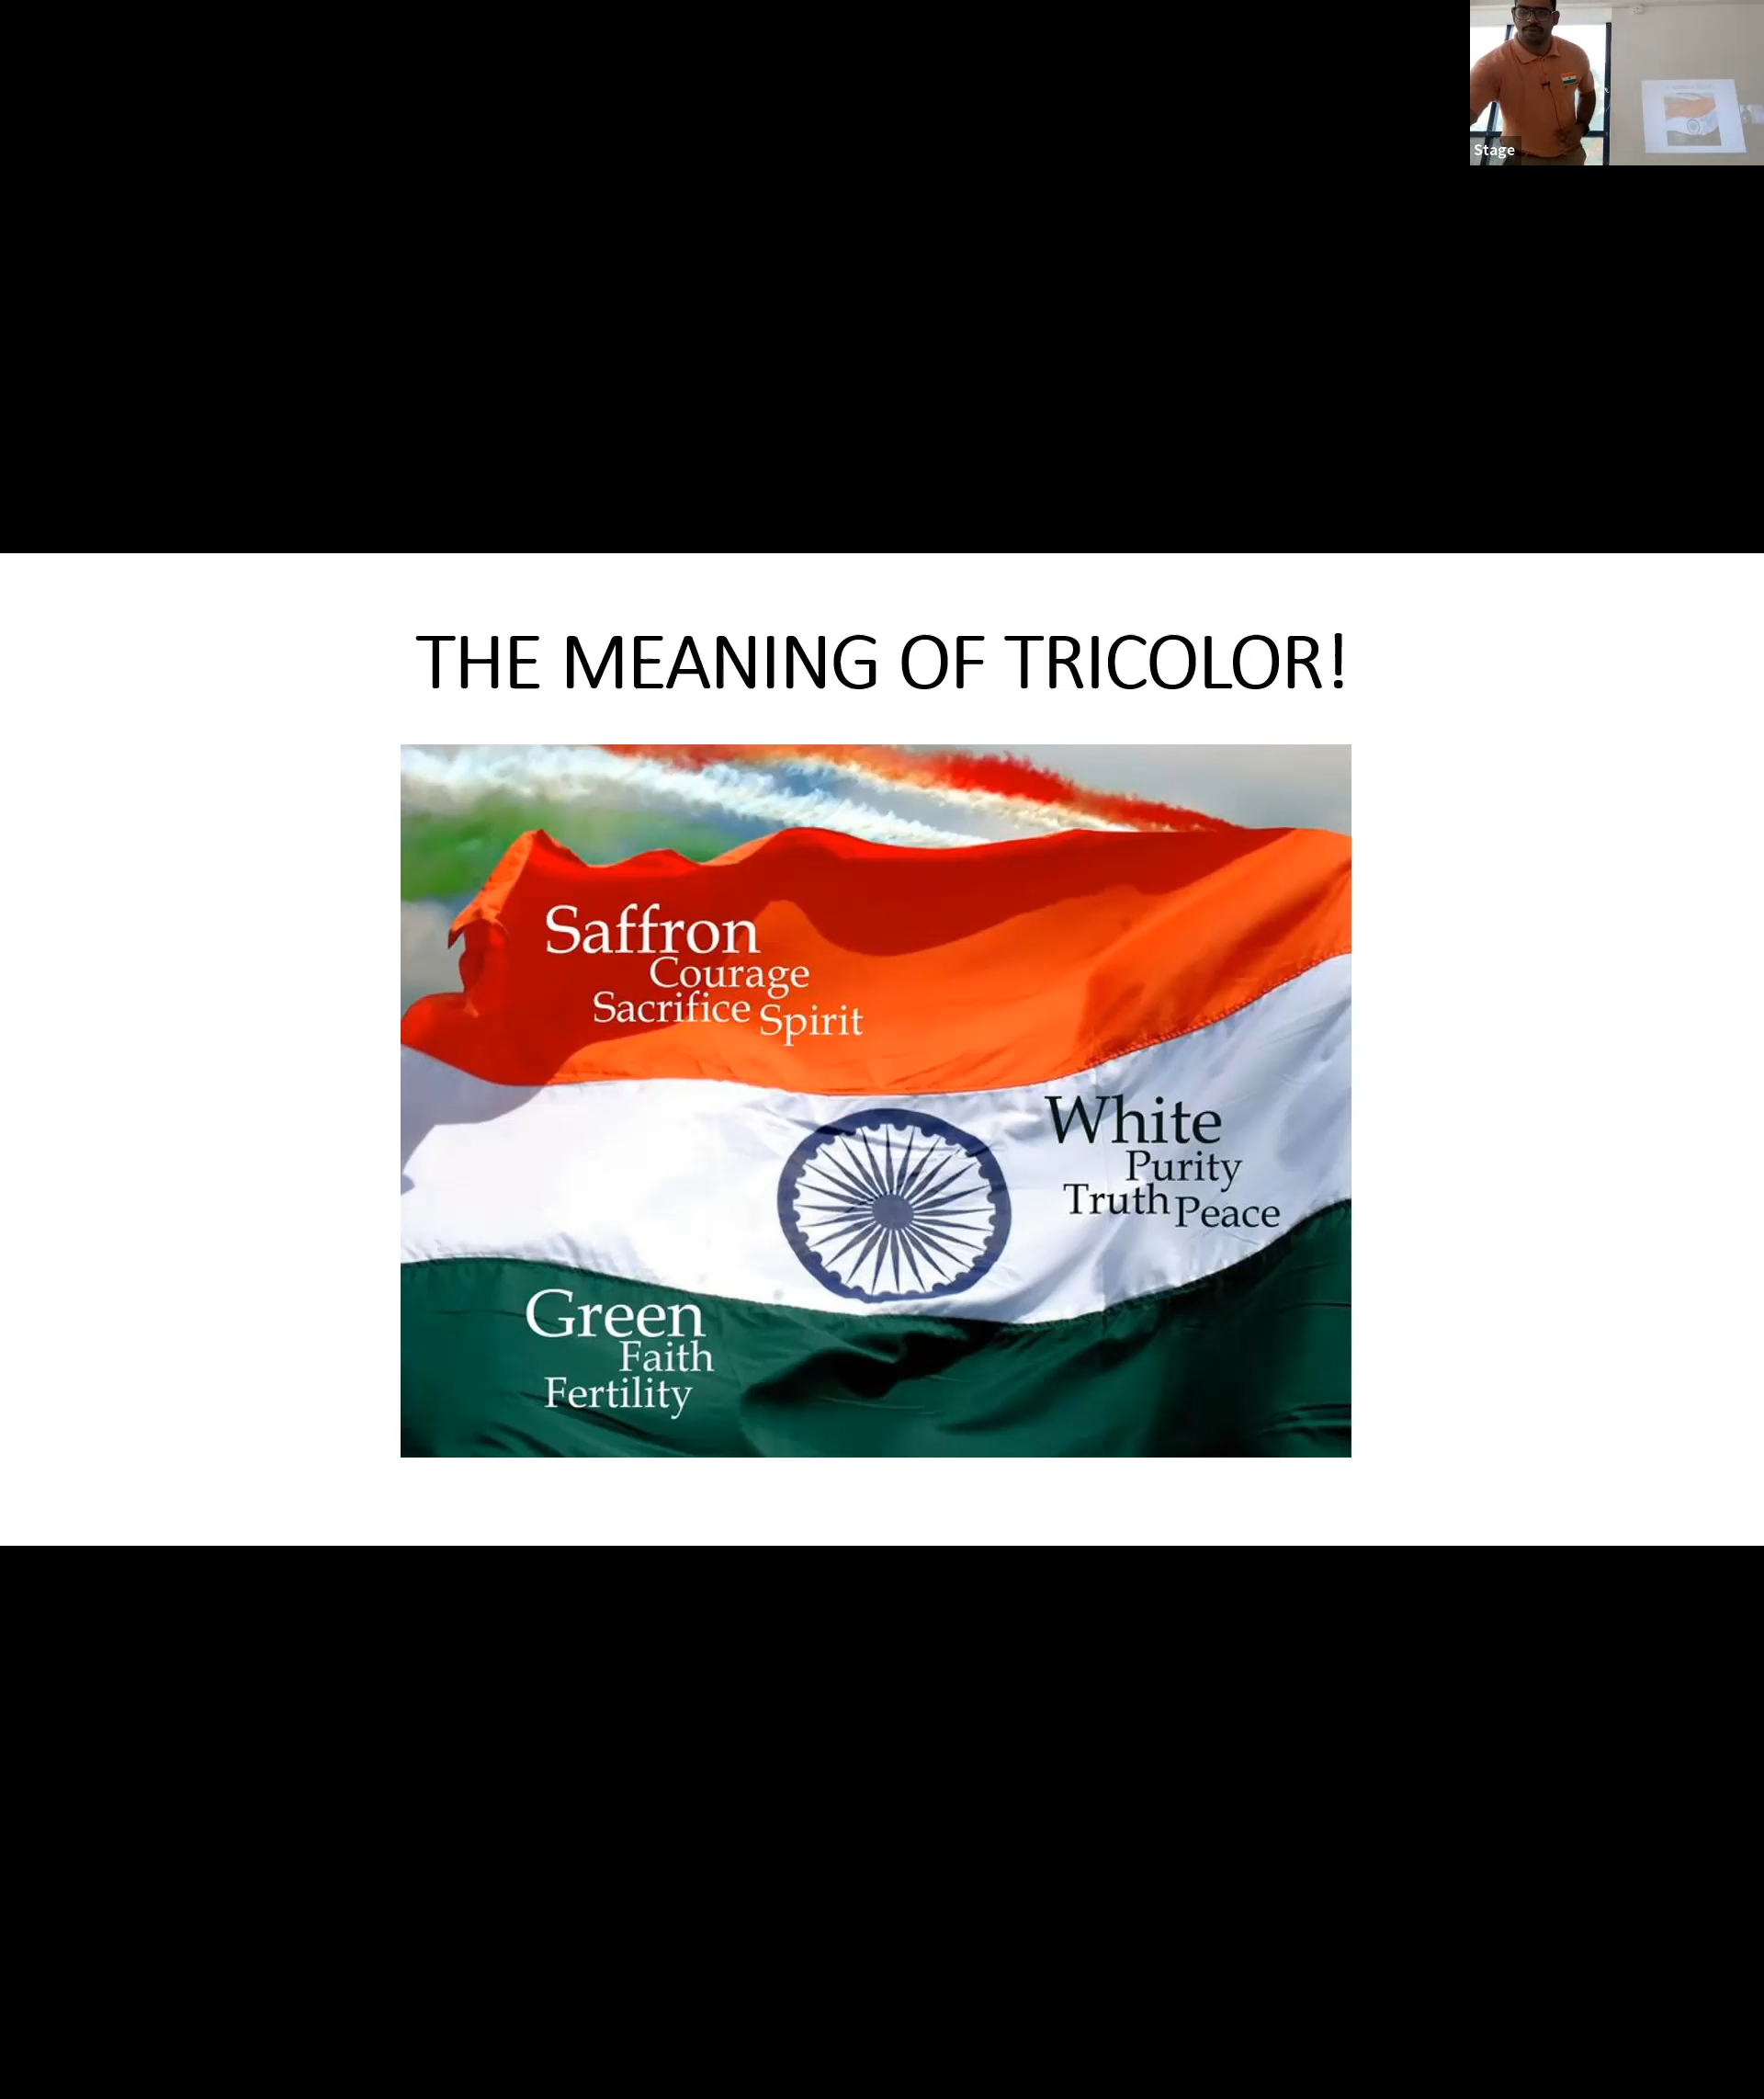 Stage
THE MEANING OF TRICOLOR!
Saffron
Courage
Sacrifice Spirit
White
Purity
Truth Peace
Green
Faith
Fertility